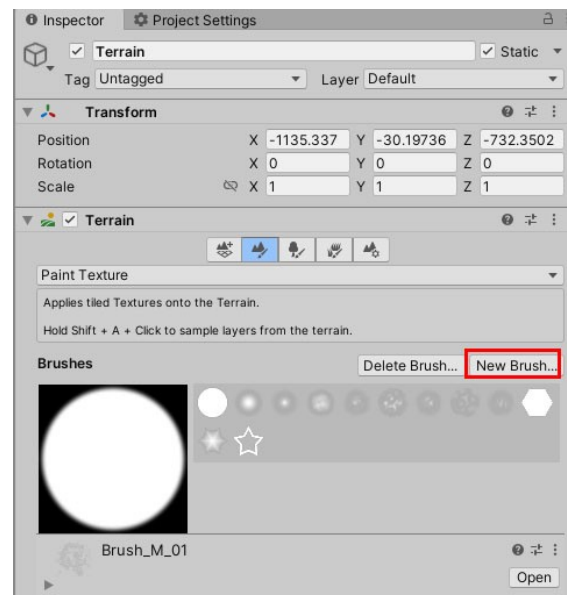 Inspector Project Settings
Terrain Static
Tag Untagged Layer Default
Transform
Position X -1135.337 Y -30.19736 Z -732.3502
Rotation X 0 Y 0 Z 0
Scale X 1 Y 1 Z 1
Terrain
Paint Texture
Applies tiled Textures onto the Terrain.
Hold Shift + A + Click to sample layers from the terrain.
Brushes Delete Brush... New Brush...
Brush_M_01
Open